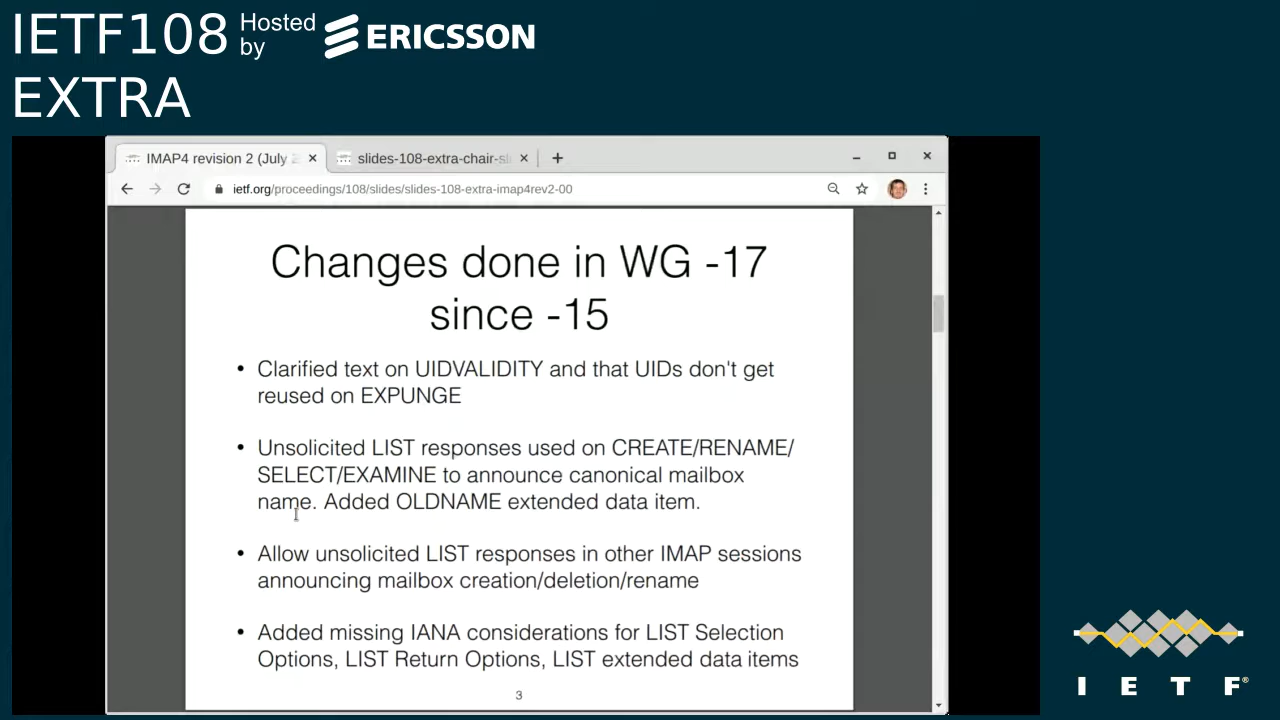 IETF108 Hosted by ERICSSON
EXTRA
IMAP4 revision 2 (July
slides-108-extra-chair-sl
ietf.org/proceedings/108/slides/slides-108-extra-imap4rev2-00
Changes done in WG -17
since -15
• Clarified text on UIDVALIDITY and that UIDs don't get
reused on EXPUNGE
• Unsolicited LIST responses used on CREATE/RENAME/
SELECT/EXAMINE to announce canonical mailbox
name. Added OLDNAME extended data item.
• Allow unsolicited LIST responses in other IMAP sessions
announcing mailbox creation/deletion/rename
• Added missing IANA considerations for LIST Selection
Options, LIST Return Options, LIST extended data items
3
I E T F®